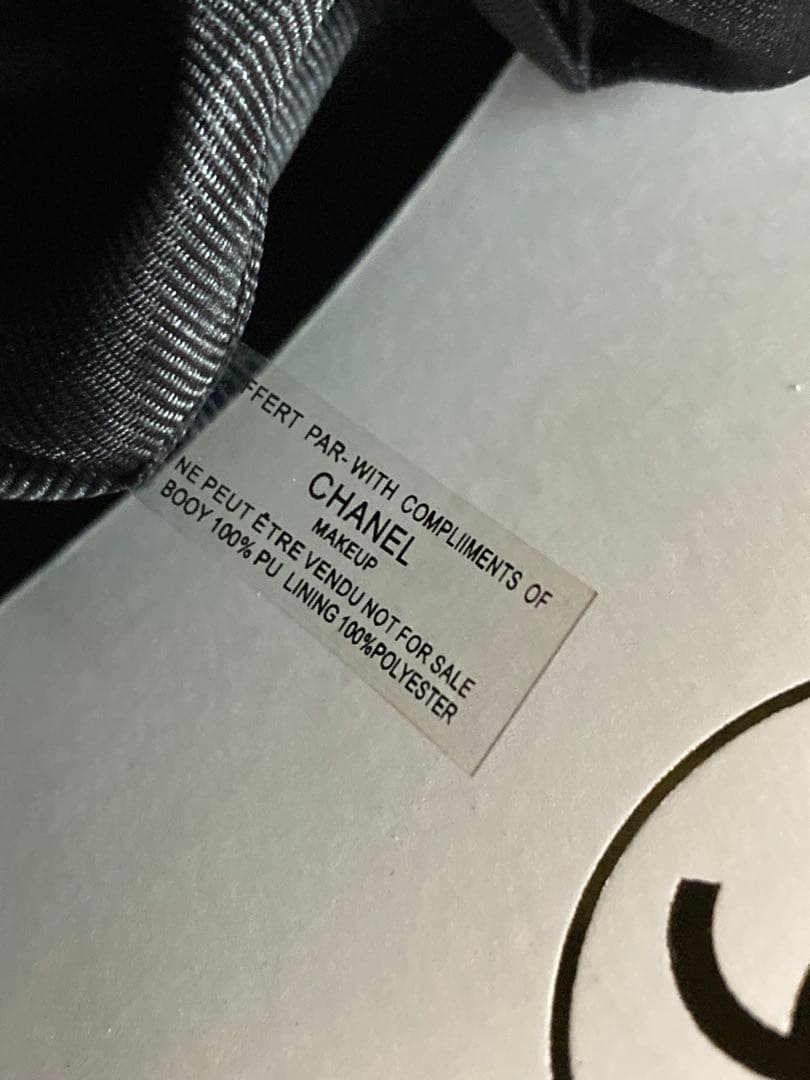 FFERT PAR-WITH COMPLIIMENTS OF
CHANEL
MAKEUP
NE PEUT ÊTRE VENDU NOT FOR SALE
BOOY 100% PU LINING 100%POLYESTER